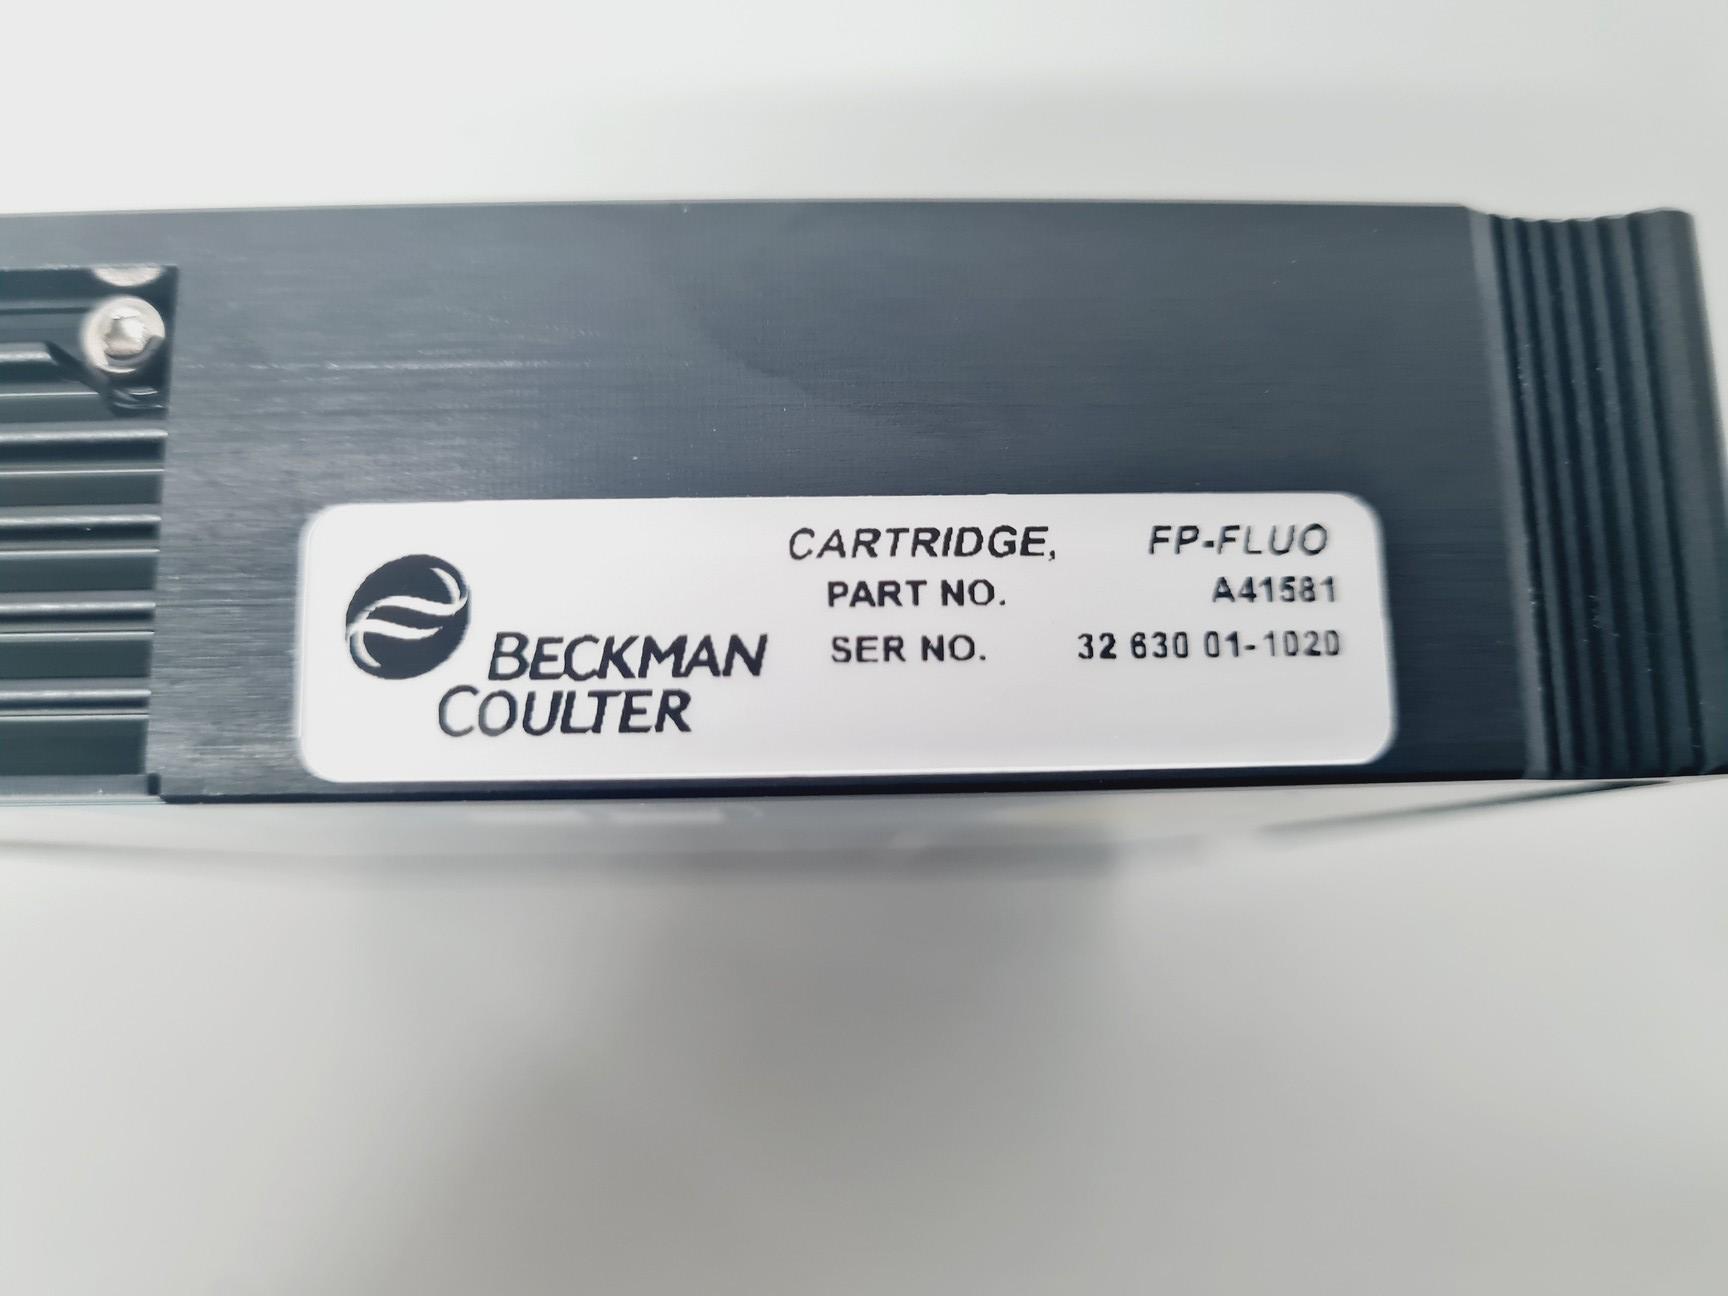 CARTRIDGE, FP-FLUO
PART NO. A41581
SER NO. 32 630 01-1020
BECKMAN
COULTER